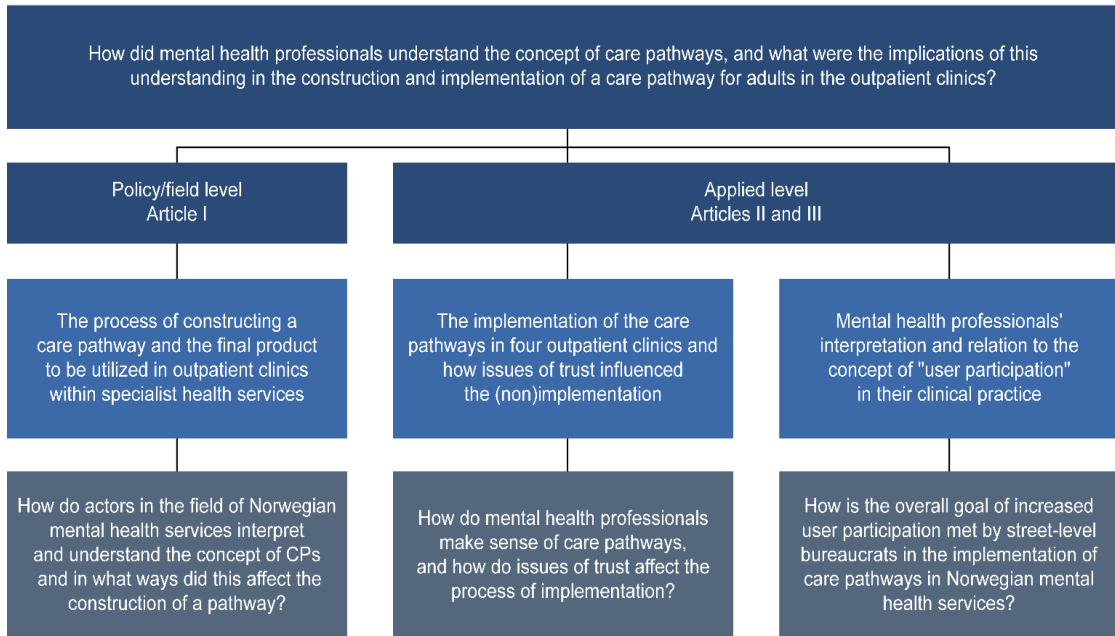 How did mental health professionals understand the concept of care pathways, and what were the implications of this
understanding in the construction and implementation of a care pathway for adults in the outpatient clinics?
Policy/field level
Article I
Applied level
Articles II and III
The process of constructing a
care pathway and the final product
to be utilized in outpatient clinics
within specialist health services
The implementation of the care
pathways in four outpatient clinics and
how issues of trust influenced
the (non)implementation
Mental health professionals'
interpretation and relation to the
concept of "user participation"
in their clinical practice
How do actors in the field of Norwegian
mental health services interpret
and understand the concept of CPs
and in what ways did this affect the
construction of a pathway?
How do mental health professionals
make sense of care pathways,
and how do issues of trust affect the
process of implementation?
How is the overall goal of increased
user participation met by street-level
bureaucrats in the implementation of
care pathways in Norwegian mental
health services?